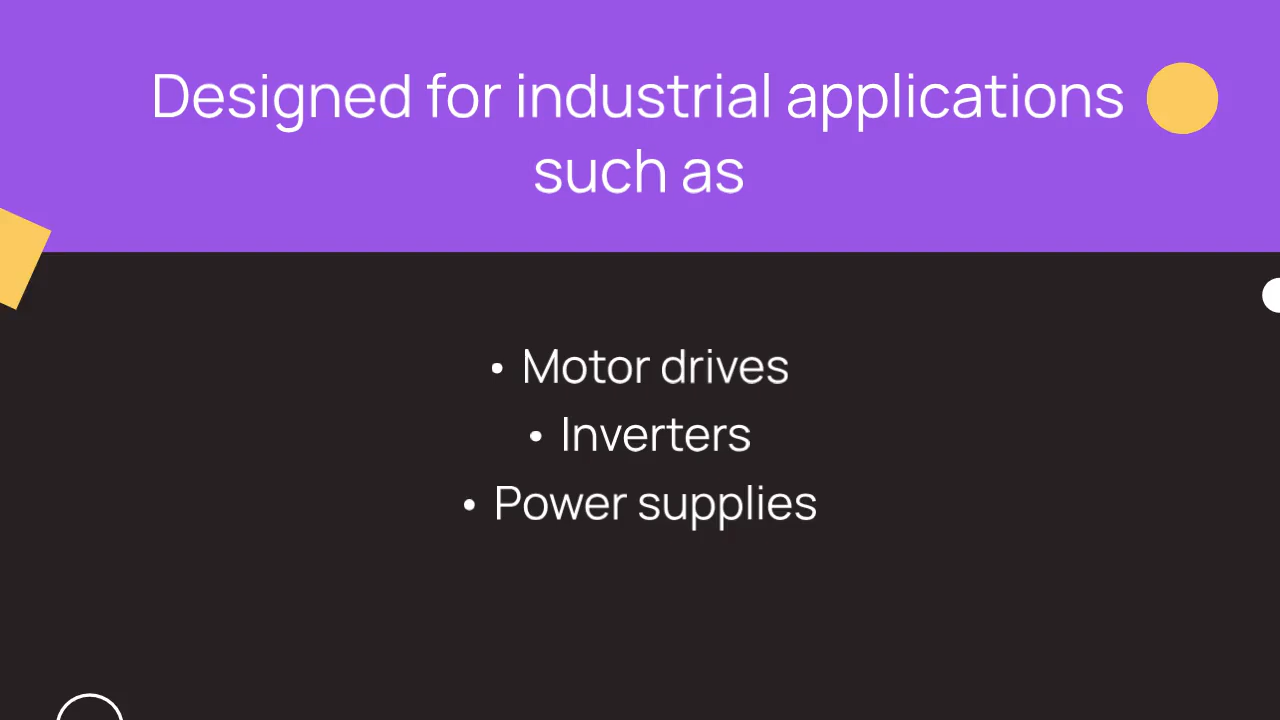 Designed for industrial applications
such as
• Motor drives
• Inverters
• Power supplies